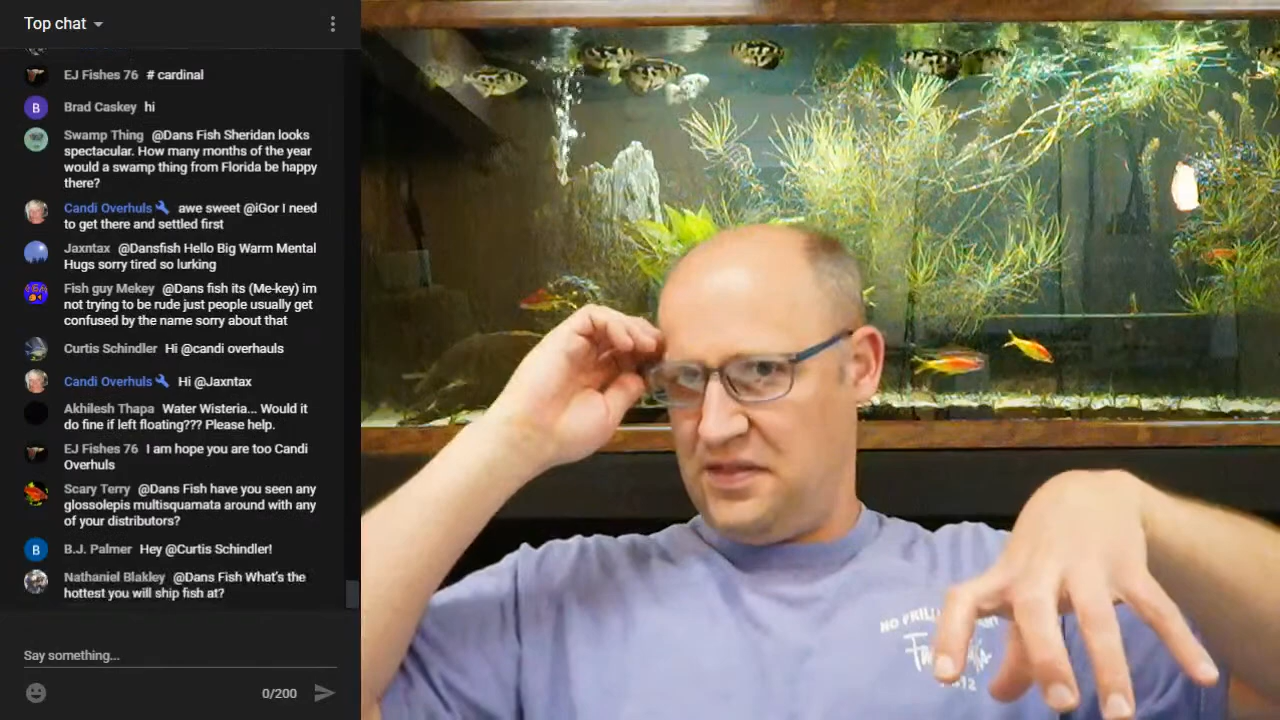 Top chat
EJ Fishes 76 # cardinal
B Brad Caskey hi
Swamp Thing @Dans Fish Sheridan looks
spectacular. How many months of the year
would a swamp thing from Florida be happy
there?
Candi Overhuls awe sweet @iGor I need
to get there and settled first
Jaxntax @Dansfish Hello Big Warm Mental
Hugs sorry tired so lurking
Fish guy Mekey @Dans fish its (Me-key) im
not trying to be rude just people usually get
confused by the name sorry about that
Curtis Schindler Hi @candi overhauls
Candi Overhuls Hi @Jaxntax
Akhilesh Thapa Water Wisteria... Would it
do fine if left floating??? Please help.
EJ Fishes 76 I am hope you are too Candi
Overhuls
Scary Terry @Dans Fish have you seen any
glossolepis multisquamata around with any
of your distributors?
B B.J. Palmer Hey @Curtis Schindler!
Nathaniel Blakley @Dans Fish What's the
hottest you will ship fish at?
Say something...
0/200
NO